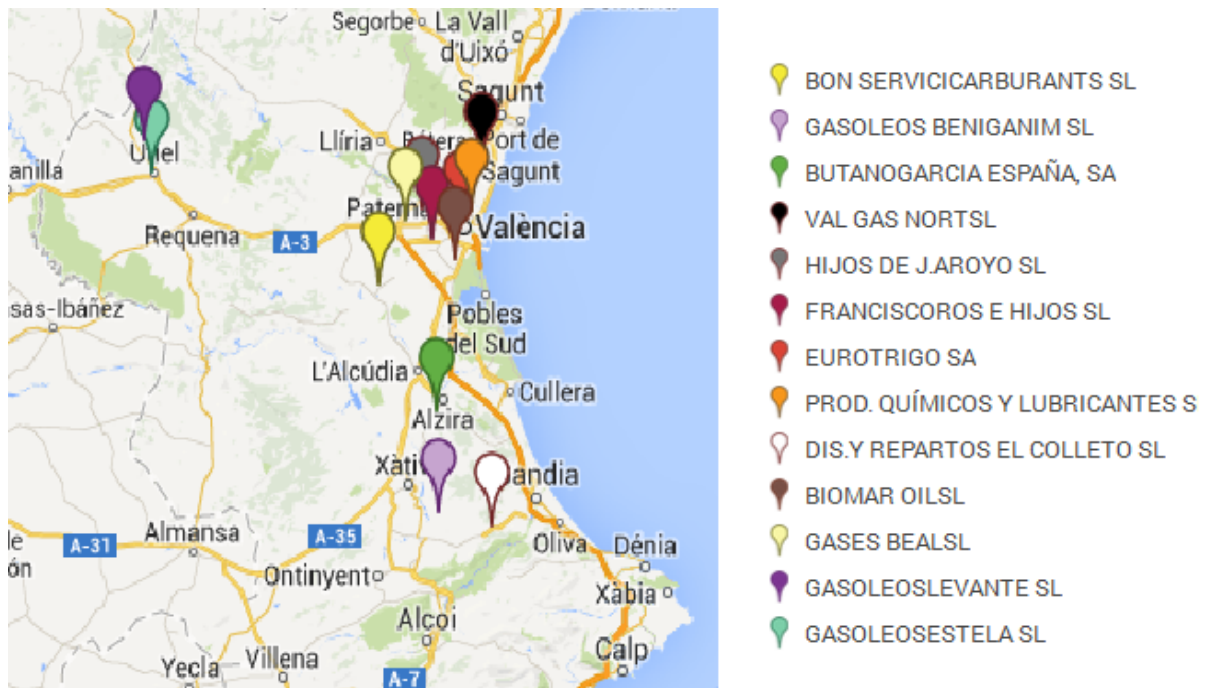 Segorbe
La Vall
d'Uixó
Sagunt
Llíria
Port de
Sagunt
anilla
Requena
A-3
València
sas-Ibáñez
Pobles
del Sud
L'Alcúdia
Cullera
Alzira
Xàti
andia
Almansa
A-35
A-31
le
ón
Oliva
Dénia
Ontinyent
Xàbia
Alcoi
Calp
Villena
Yecla
A-7
BON SERVICICARBURANTS SL
GASOLEOS BENIGANIM SL
BUTANOGARCIA ESPAÑA, SA
VAL GAS NORTSL
HIJOS DE J.AROYO SL
FRANCISCOROS E HIJOS SL
EUROTRIGO SA
PROD. QUÍMICOS Y LUBRICANTES S
DIS.Y REPARTOS EL COLLETO SL
BIOMAR OILSL
GASES BEALSL
GASOLEOSLEVANTE SL
GASOLEOSESTELA SL